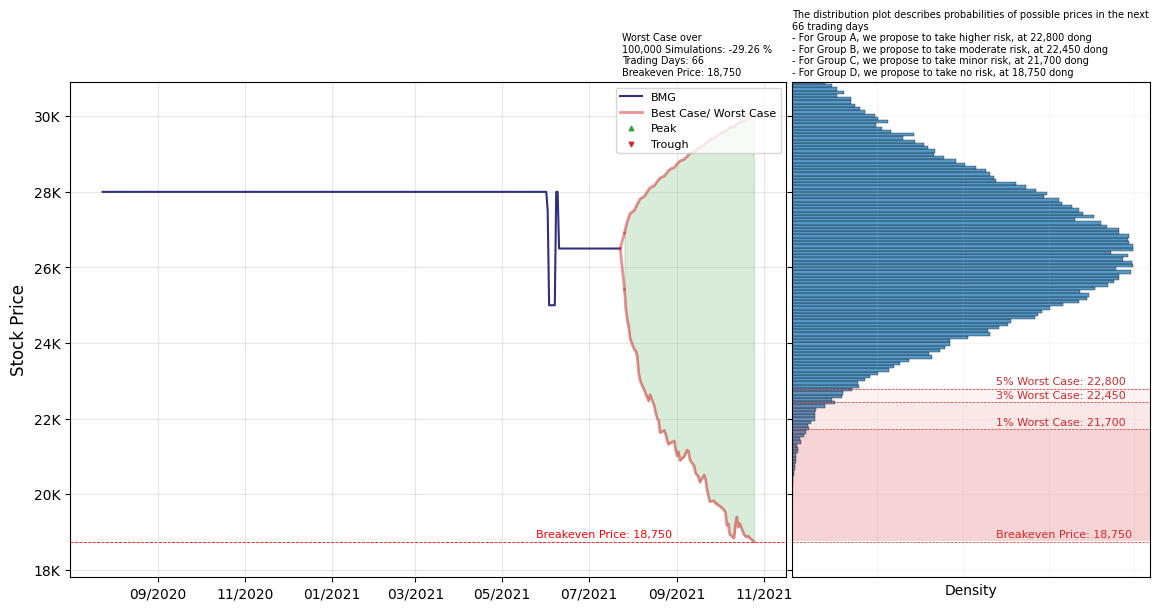 Worst Case over
100,000 Simulations: -29.26 %
Trading Days: 66
Breakeven Price: 18,750
The distribution plot describes probabilities of possible prices in the next
66 trading days
- For Group A, we propose to take higher risk, at 22,800 dong
- For Group B, we propose to take moderate risk, at 22,450 dong
- For Group C, we propose to take minor risk, at 21,700 dong
- For Group D, we propose to take no risk, at 18,750 dong
BMG
Best Case/ Worst Case
Peak
Trough
Stock Price
30K
28K
26K
24K
22K
20K
18K
Breakeven Price: 18,750
09/2020
11/2020
01/2021
03/2021
05/2021
07/2021
09/2021
11/2021
5% Worst Case: 22,800
3% Worst Case: 22,450
1% Worst Case: 21,700
Breakeven Price: 18,750
Density